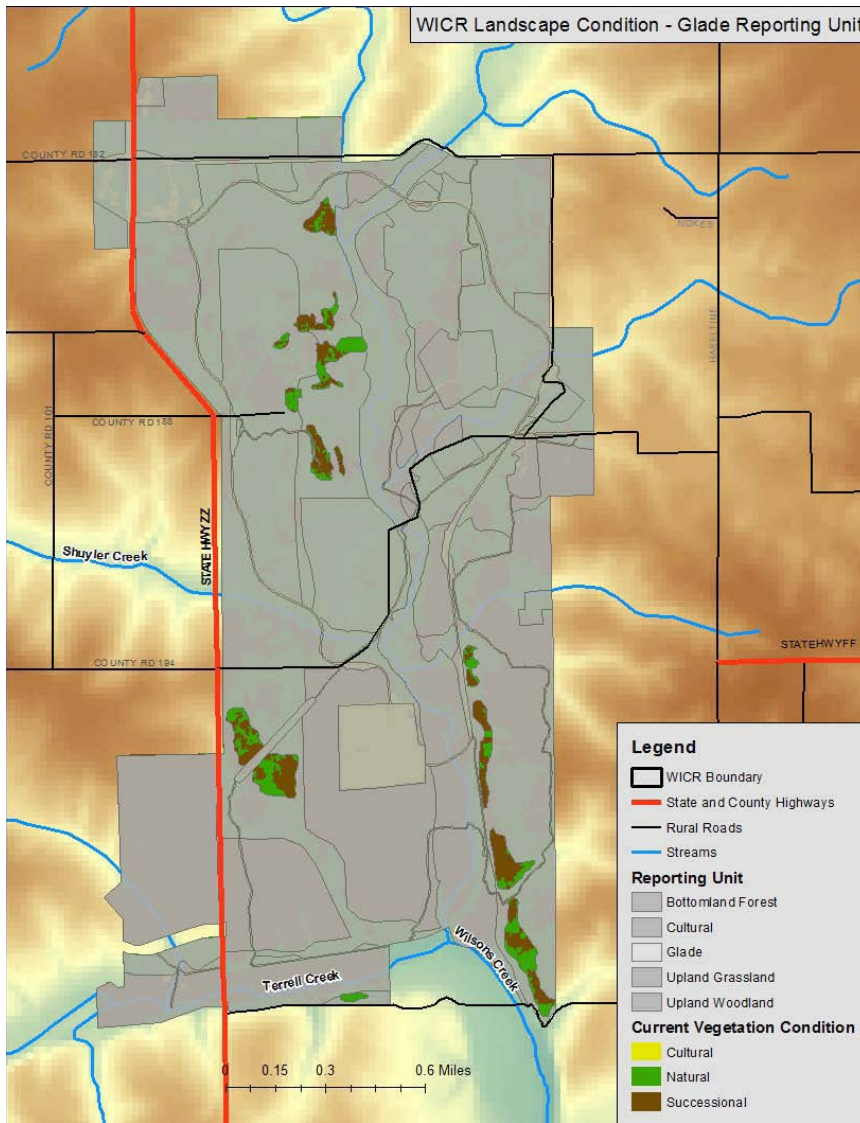 WICR Landscape Condition - Glade Reporting Unit
COUNTY RD 182
NOKES
HASELTINE
COUNTY RD 101
COUNTY RD 188
STATE HWY ZZ
Shuyler Creek
COUNTY RD 194
STATEHWYFF
Wilsons Creek
Terrell Creek
0 0.15 0.3 0.6 Miles
Legend
WICR Boundary
State and County Highways
Rural Roads
Streams
Reporting Unit
Bottomland Forest
Cultural
Glade
Upland Grassland
Upland Woodland
Current Vegetation Condition
Cultural
Natural
Successional